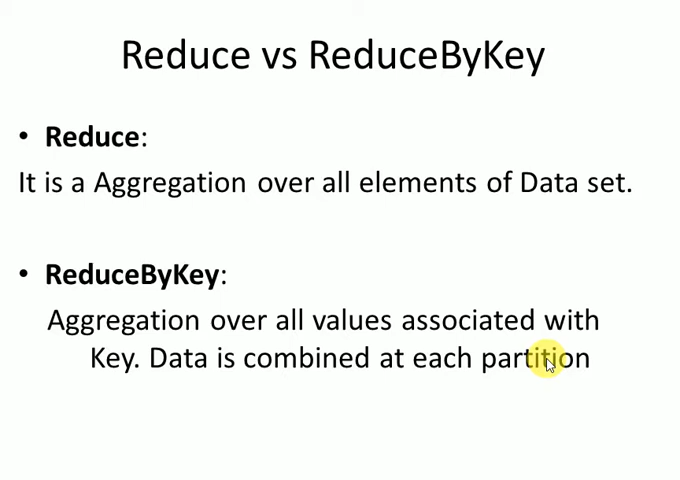 Reduce vs ReduceByKey
• Reduce:
It is a Aggregation over all elements of Data set.
• ReduceByKey:
Aggregation over all values associated with
Key. Data is combined at each partition